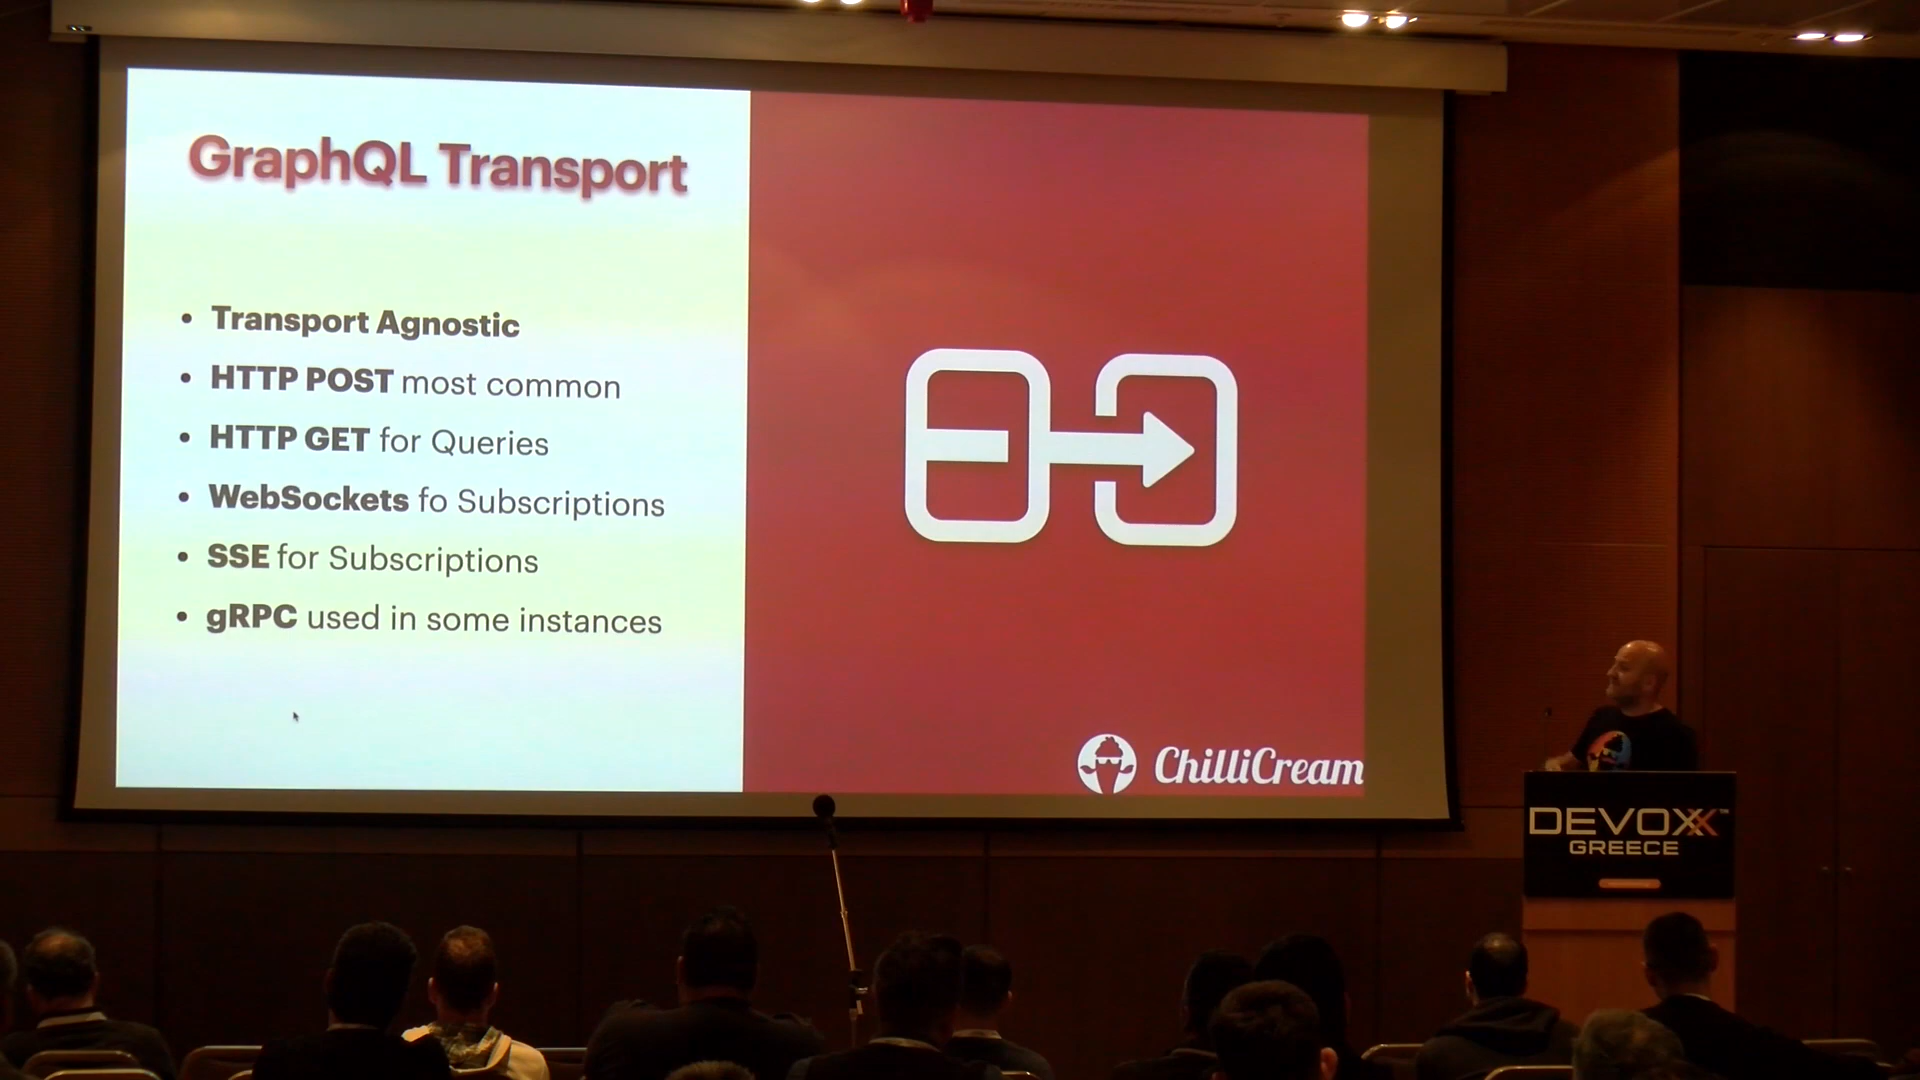 GraphQL Transport
• Transport Agnostic
• HTTP POST most common
• HTTP GET for Queries
• WebSockets fo Subscriptions
• SSE for Subscriptions
• gRPC used in some instances
ChilliCream
DEVOXX™
GREECE